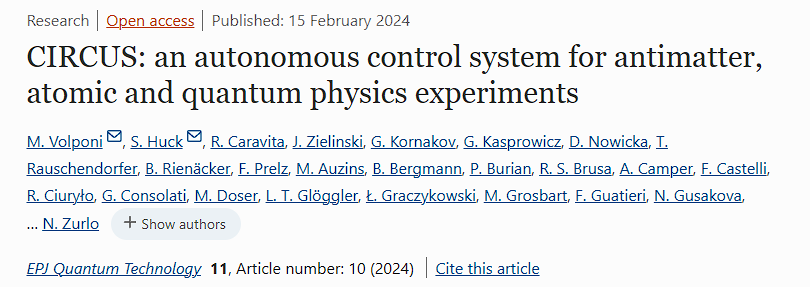 Research | Open access | Published: 15 February 2024
CIRCUS: an autonomous control system for antimatter,
atomic and quantum physics experiments
M. Volponi, S. Huck, R. Caravita, J. Zielinski, G. Kornakov, G. Kasprowicz, D. Nowicka, T.
Rauschendorfer, B. Rienäcker, F. Prelz, M. Auzins, B. Bergmann, P. Burian, R. S. Brusa, A. Camper, F. Castelli,
R. Ciuryło, G. Consolati, M. Doser, L. T. Glöggler, Ł. Graczykowski, M. Grosbart, F. Guatieri, N. Gusakova,
... N. Zurlo + Show authors
EPJ Quantum Technology 11, Article number: 10 (2024) | Cite this article